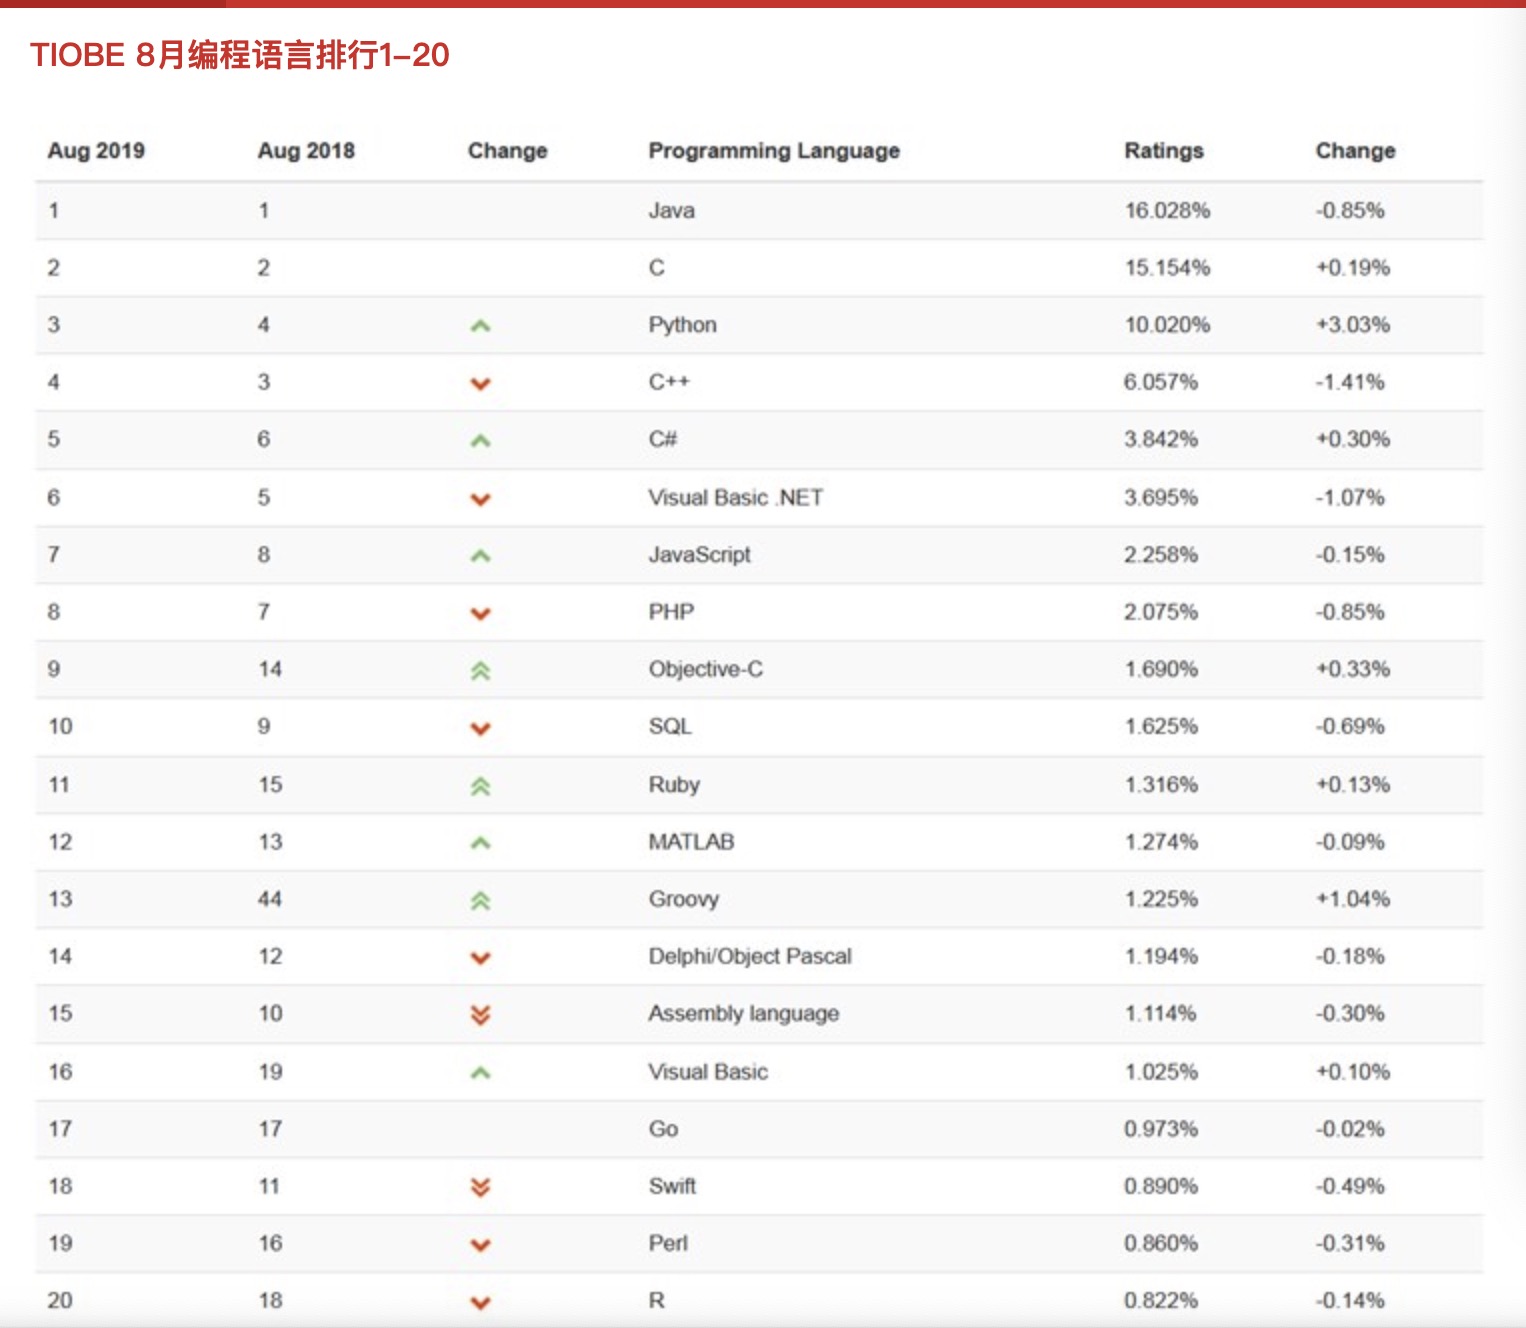 TIOBE 8月编程语言排行1–20
Aug 2019 Aug 2018 Change Programming Language Ratings Change
1 1 Java 16.028% -0.85%
2 2 C 15.154% +0.19%
3 4 Python 10.020% +3.03%
4 3 C++ 6.057% -1.41%
5 6 C# 3.842% +0.30%
6 5 Visual Basic .NET 3.695% -1.07%
7 8 JavaScript 2.258% -0.15%
8 7 PHP 2.075% -0.85%
9 14 Objective-C 1.690% +0.33%
10 9 SQL 1.625% -0.69%
11 15 Ruby 1.316% +0.13%
12 13 MATLAB 1.274% -0.09%
13 44 Groovy 1.225% +1.04%
14 12 Delphi/Object Pascal 1.194% -0.18%
15 10 Assembly language 1.114% -0.30%
16 19 Visual Basic 1.025% +0.10%
17 17 Go 0.973% -0.02%
18 11 Swift 0.890% -0.49%
19 16 Perl 0.860% -0.31%
20 18 R 0.822% -0.14%